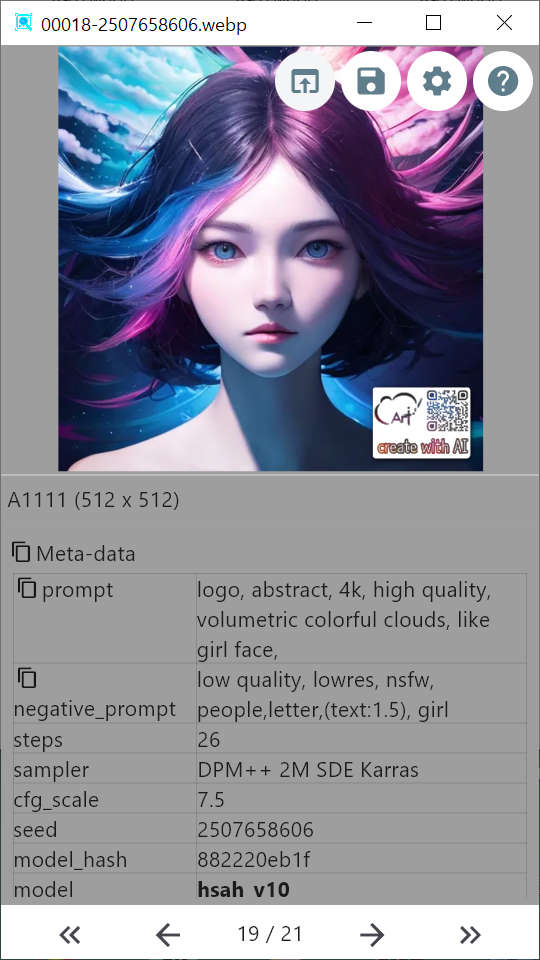 00018-2507658606.webp
Art
create with AI
A1111 (512 x 512)
Meta-data
prompt
logo, abstract, 4k, high quality,
volumetric colorful clouds, like
girl face,
negative_prompt
low quality, lowres, nsfw,
people,letter,(text:1.5), girl
steps
26
sampler
DPM++ 2M SDE Karras
cfg_scale
7.5
seed
2507658606
model_hash
882220eb1f
model
hsah_v10
19 / 21